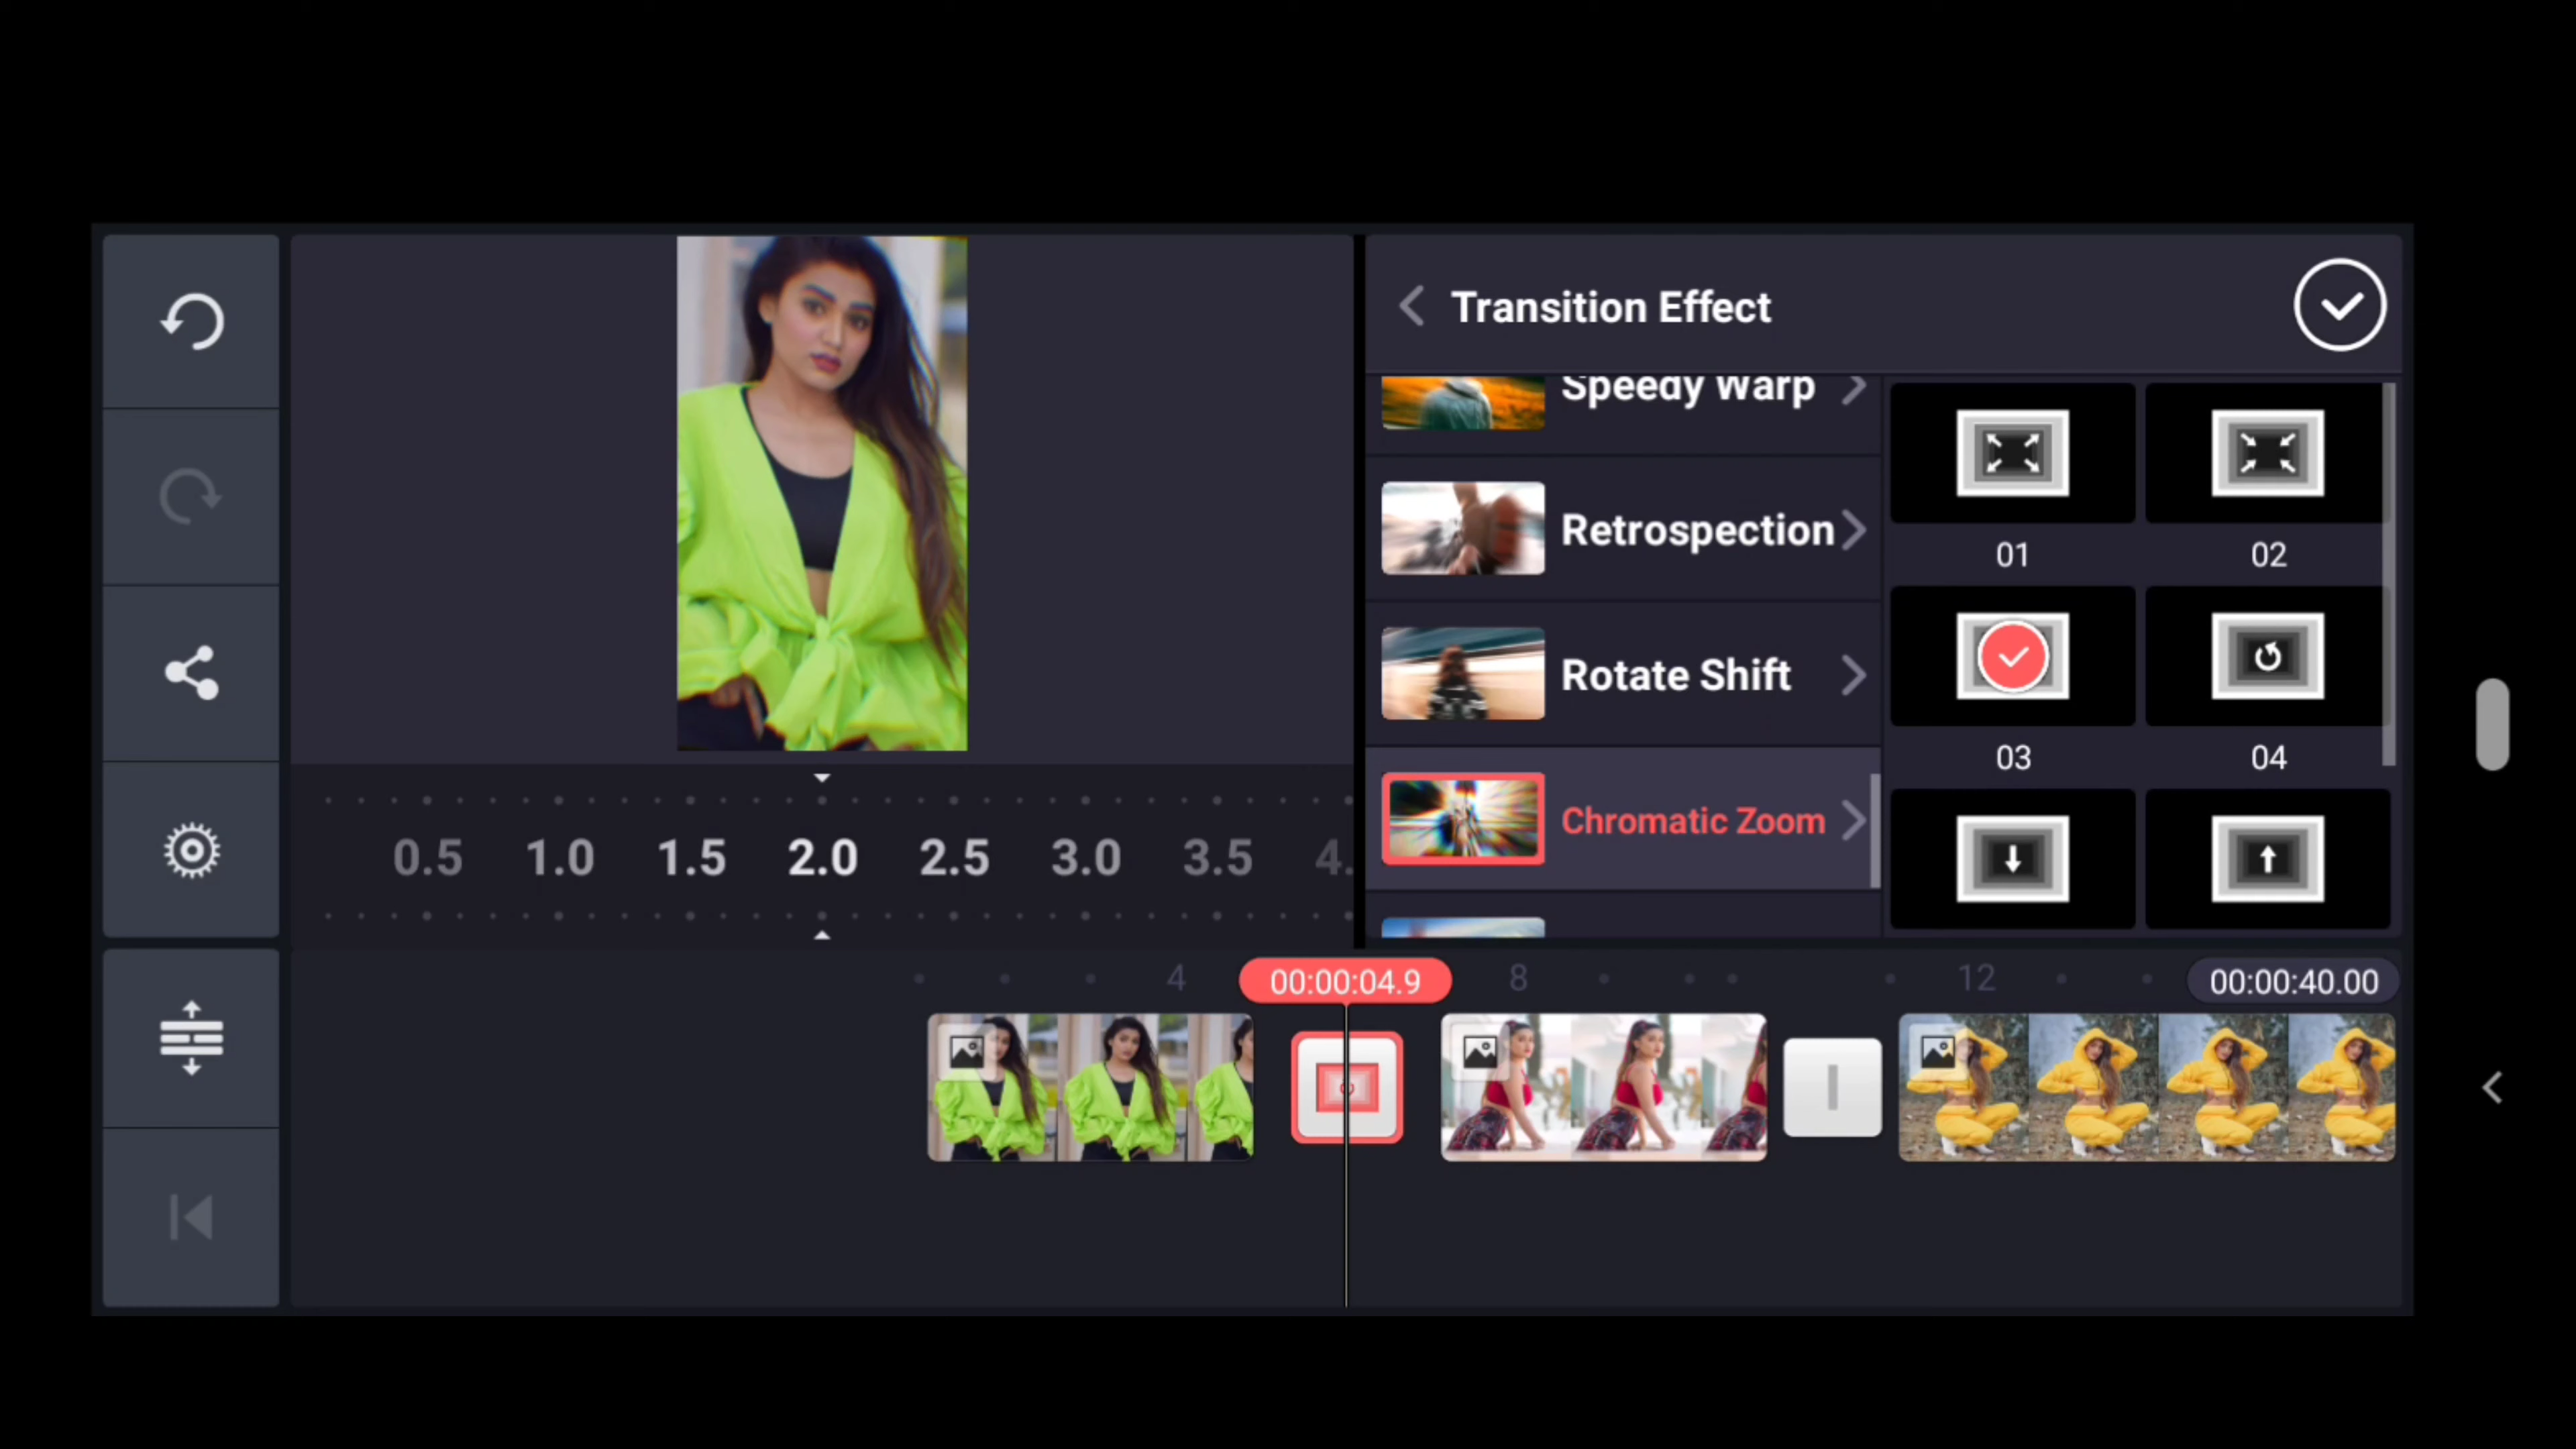 Transition Effect
Speedy Warp
Retrospection
Rotate Shift
Chromatic Zoom
01
02
03
04
0.5 1.0 1.5 2.0 2.5 3.0 3.5 4.
4
00:00:04.9
8
12
00:00:40.00